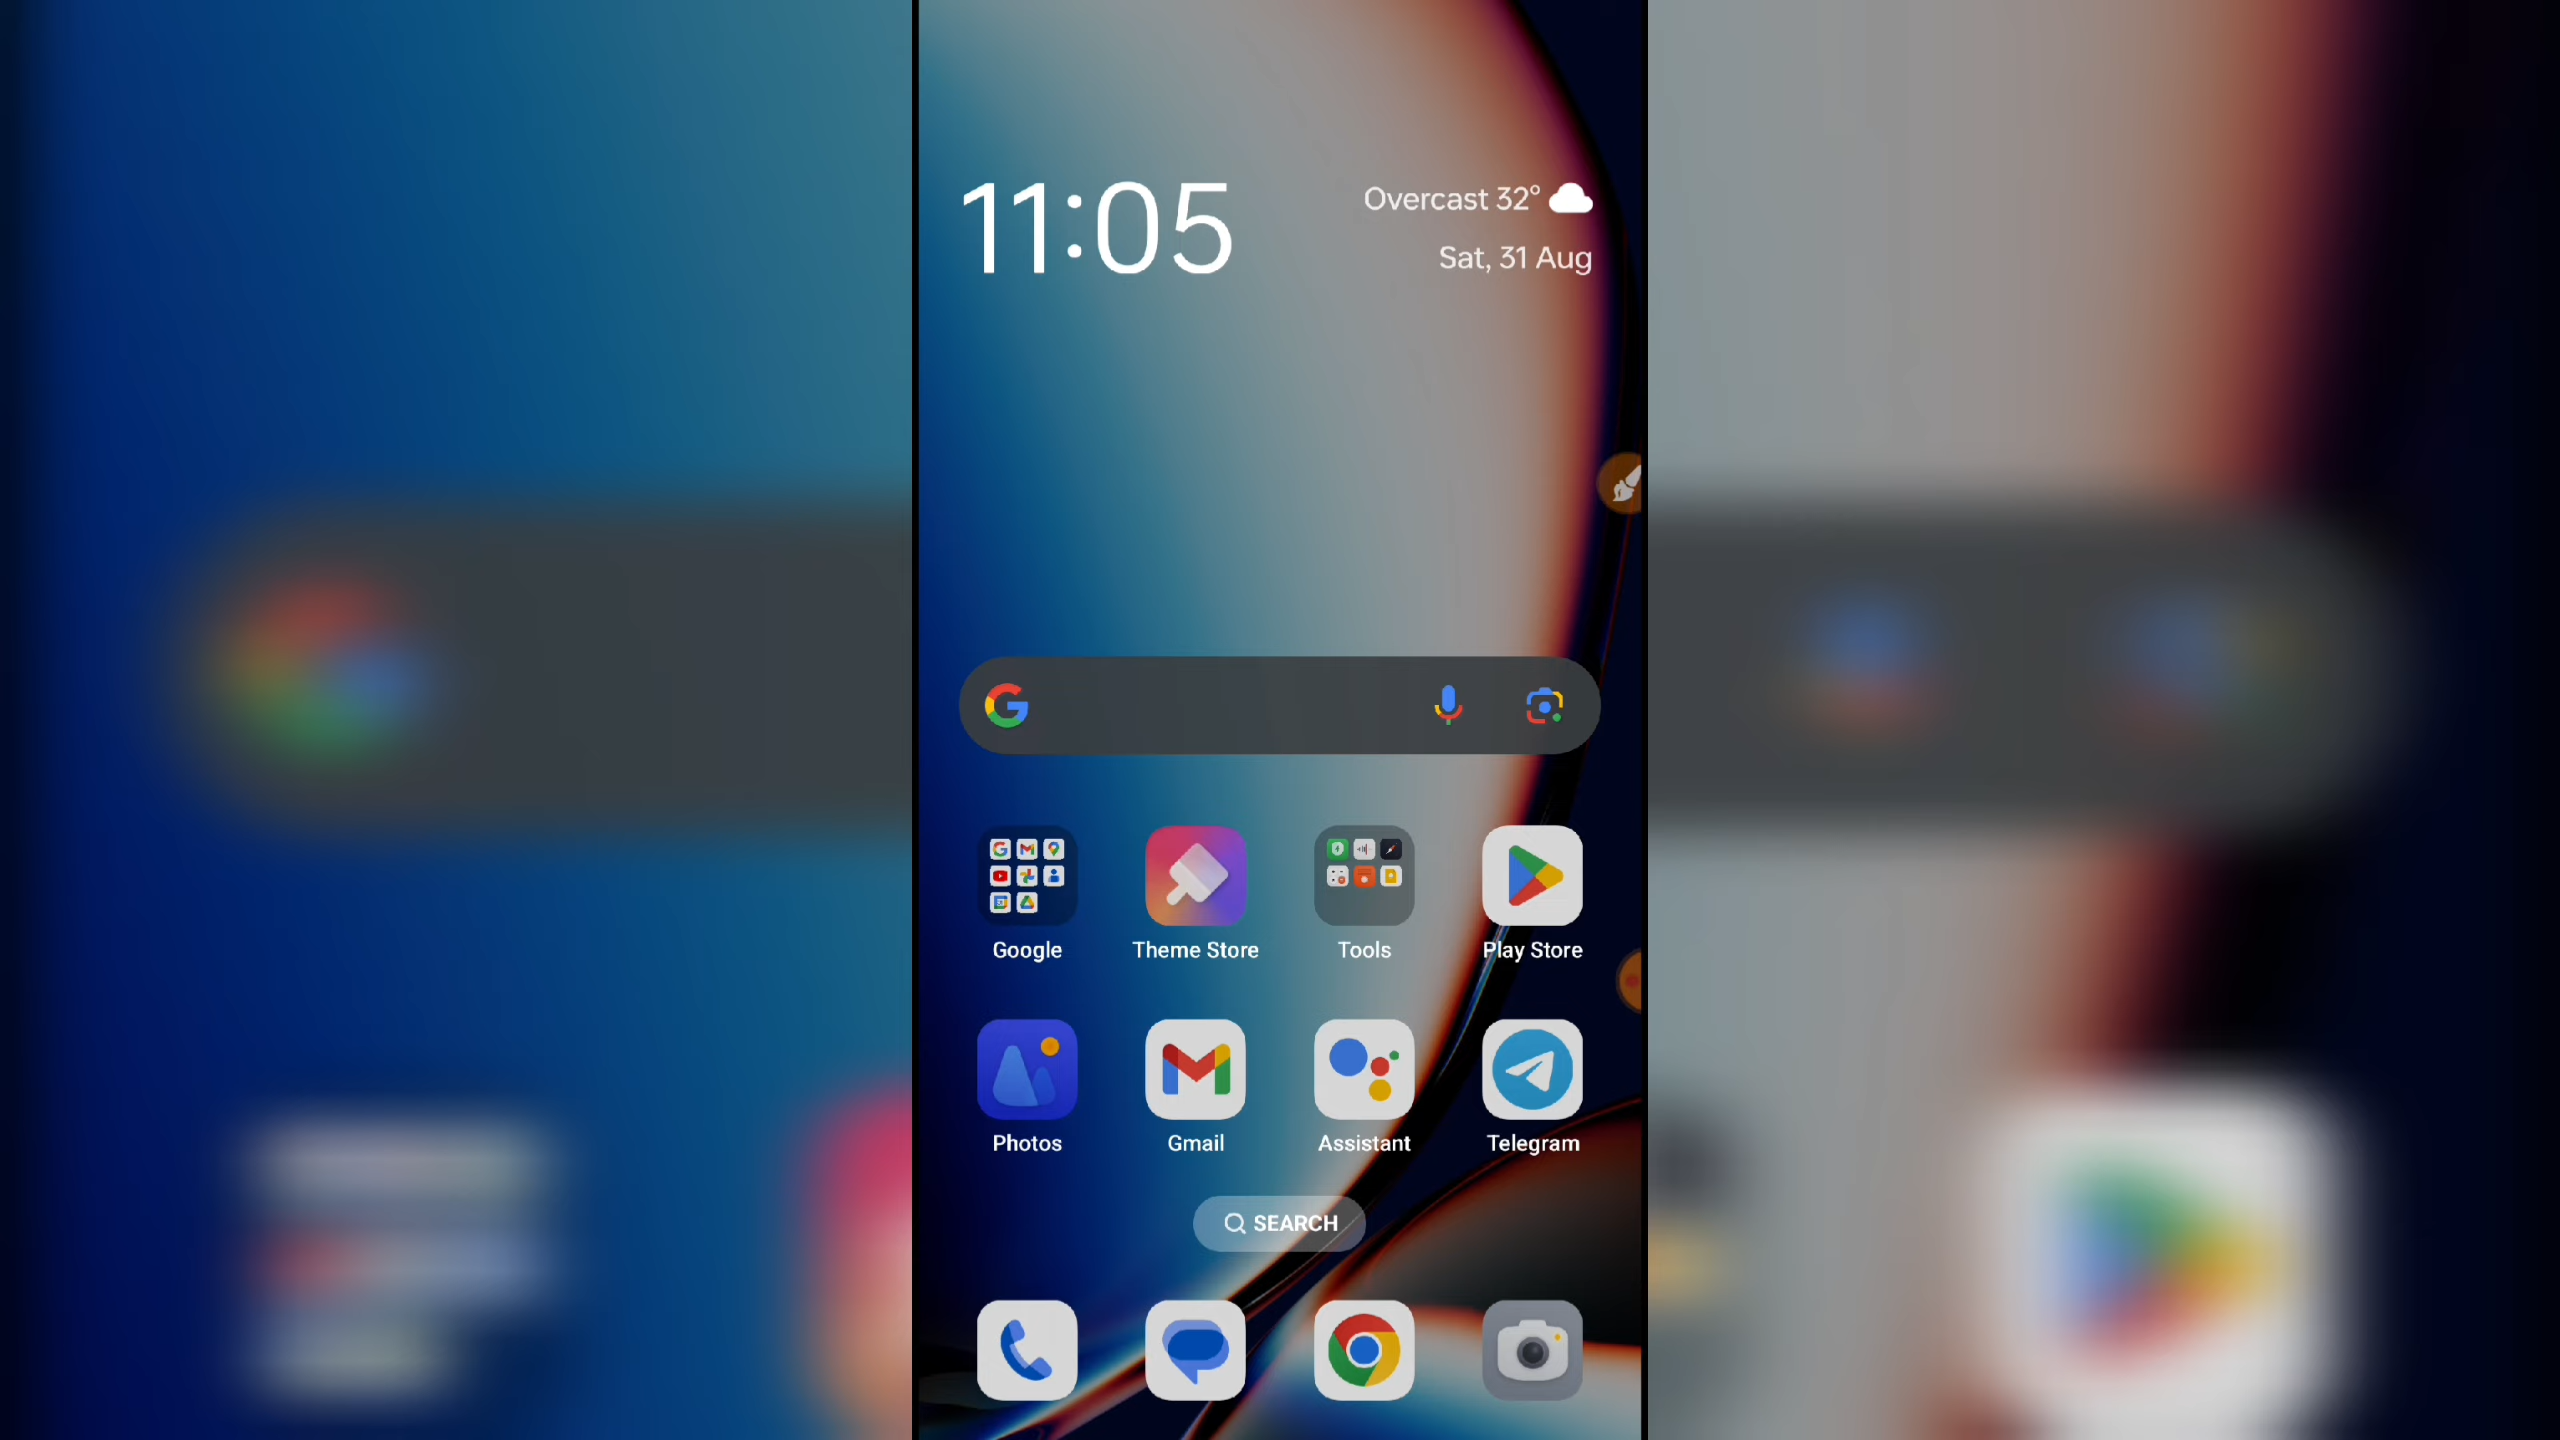 11:05
Overcast 32°
Sat, 31 Aug
Google
Theme Store
Tools
Play Store
Photos
Gmail
Assistant
Telegram
SEARCH